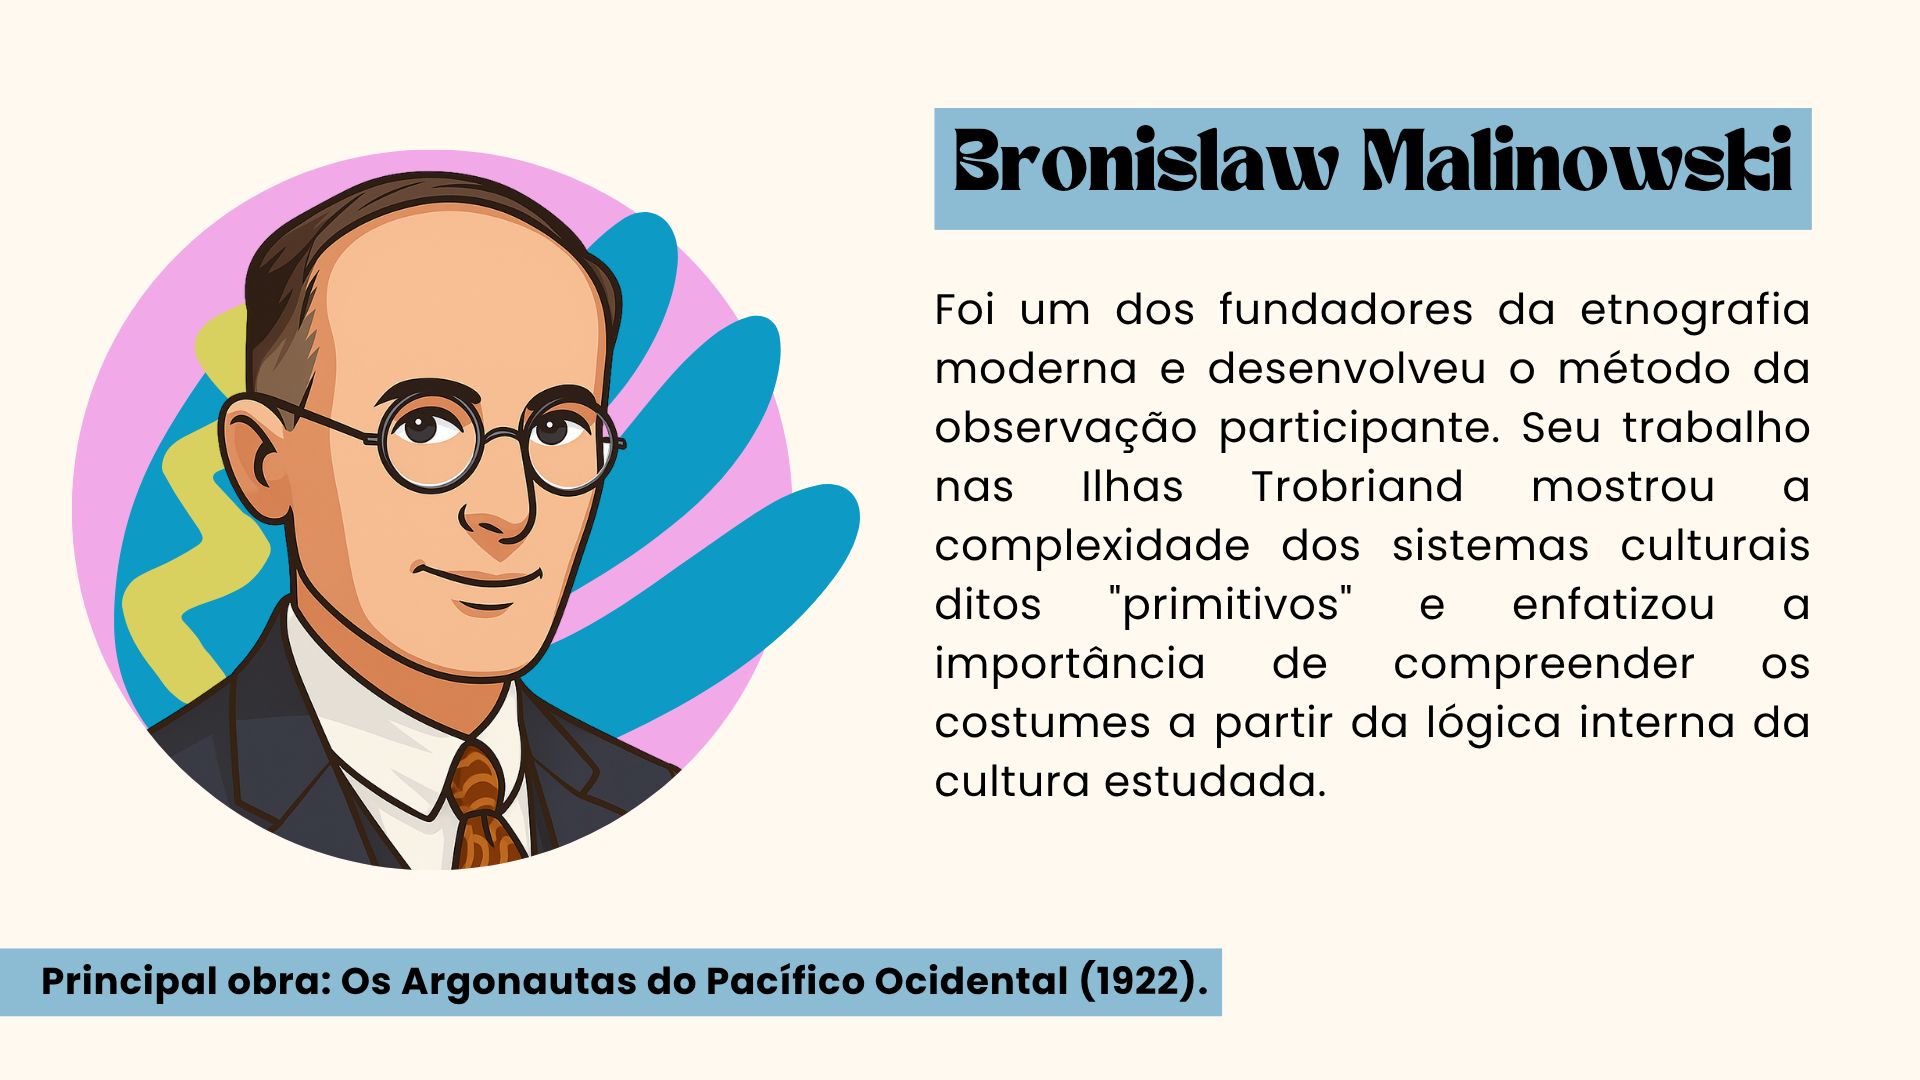 Bronislaw Malinowski
Foi um dos fundadores da etnografia
moderna e desenvolveu o método da
observação participante. Seu trabalho
nas Ilhas Trobriand mostrou a
complexidade dos sistemas culturais
ditos "primitivos" e enfatizou a
importância de compreender os
costumes a partir da lógica interna da
cultura estudada.
Principal obra: Os Argonautas do Pacífico Ocidental (1922).